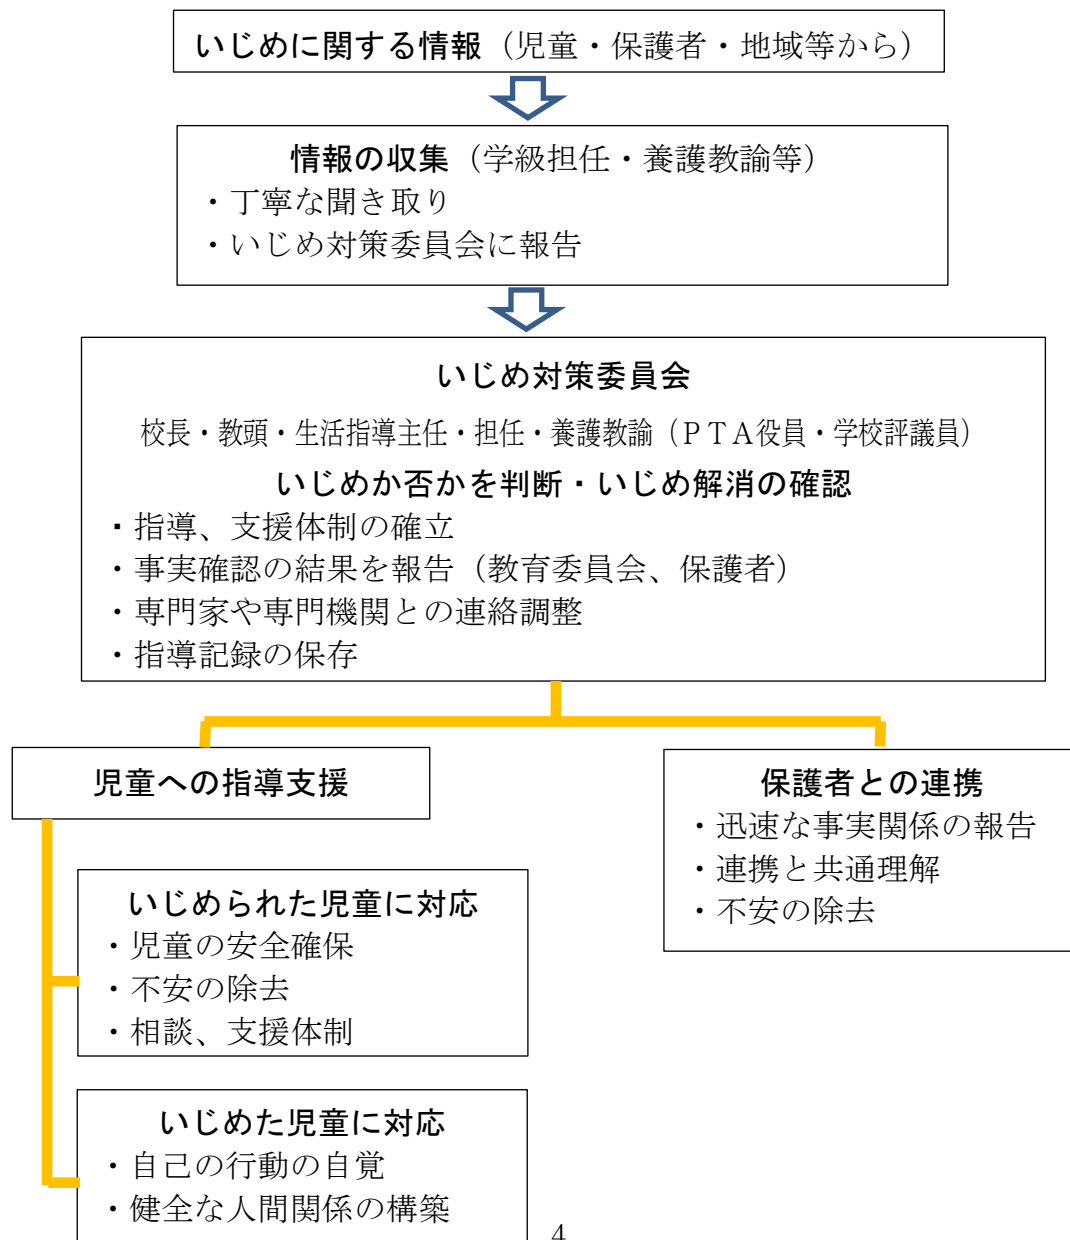 いじめに関する情報（児童・保護者・地域等から）
情報の収集（学級担任・養護教諭等）
・丁寧な聞き取り
・いじめ対策委員会に報告
いじめ対策委員会
校長・教頭・生活指導主任・担任・養護教諭（ＰＴＡ役員・学校評議員）
いじめか否かを判断・いじめ解消の確認
・指導、支援体制の確立
・事実確認の結果を報告（教育委員会、保護者）
・専門家や専門機関との連絡調整
・指導記録の保存
児童への指導支援
いじめられた児童に対応
・児童の安全確保
・不安の除去
・相談、支援体制
いじめた児童に対応
・自己の行動の自覚
・健全な人間関係の構築
保護者との連携
・迅速な事実関係の報告
・連携と共通理解
・不安の除去
4